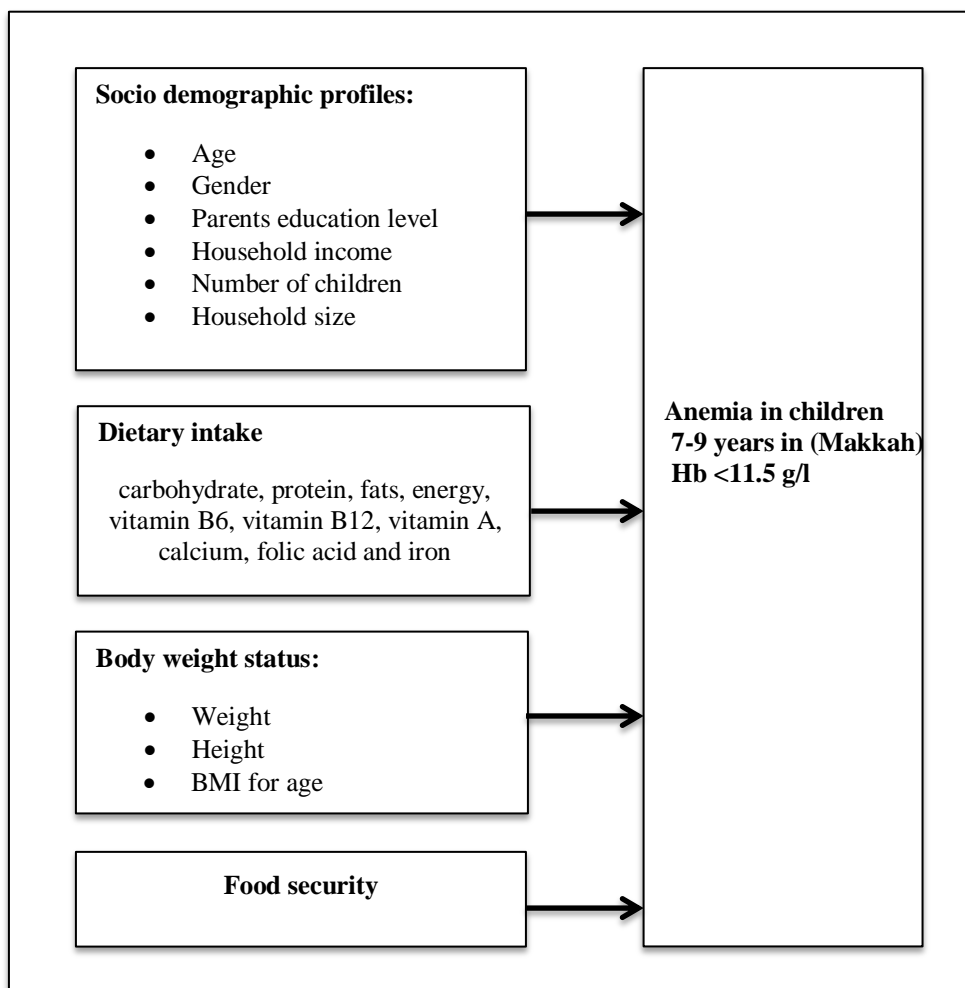 Socio demographic profiles:
• Age
• Gender
• Parents education level
• Household income
• Number of children
• Household size
Dietary intake
carbohydrate, protein, fats, energy,
vitamin B6, vitamin B12, vitamin A,
calcium, folic acid and iron
Body weight status:
• Weight
• Height
• BMI for age
Food security
Anemia in children
7-9 years in (Makkah)
Hb <11.5 g/l